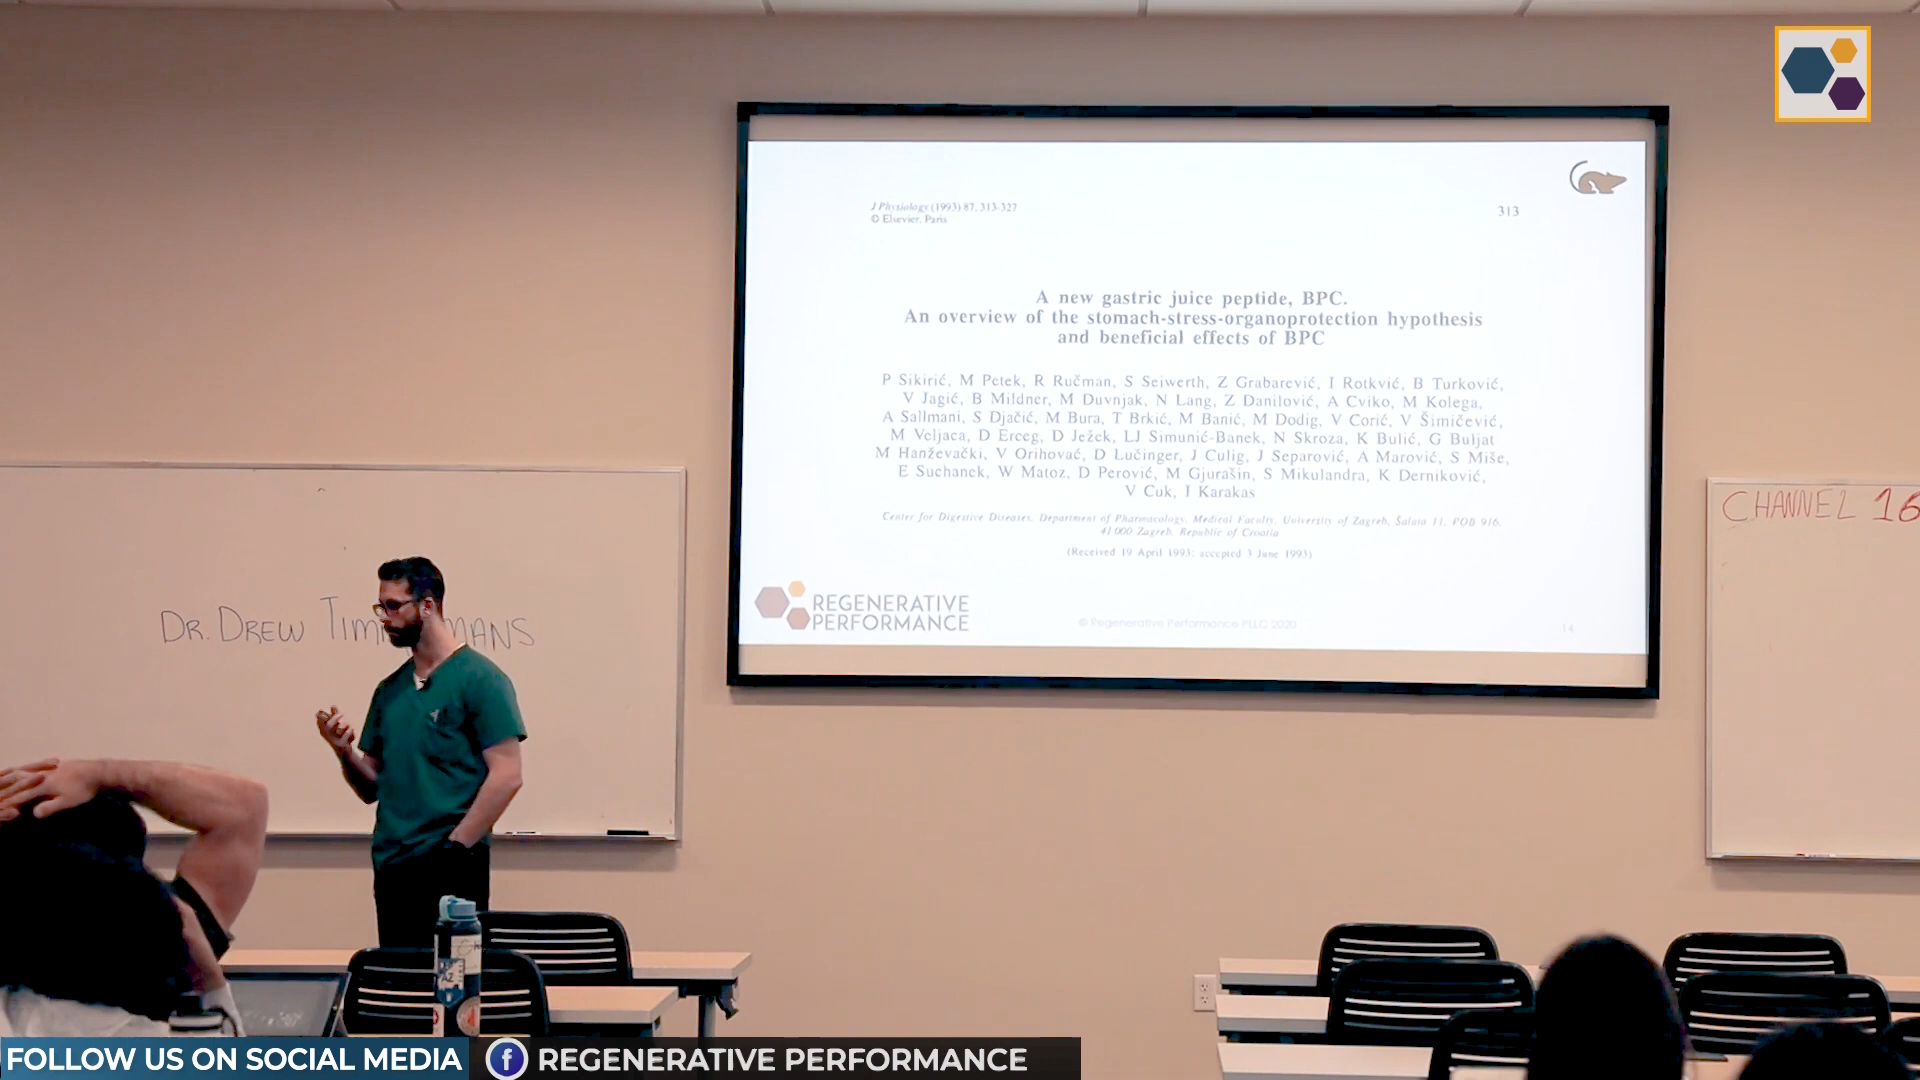 J Physiology (1993) 87, 313-327
© Elsevier, Paris
313
A new gastric juice peptide, BPC.
An overview of the stomach-stress-organoprotection hypothesis
and beneficial effects of BPC
P Sikirić, M Petek, R Ručman, S Seiwerth, Z Grabarević, I Rotkvić, B Turković,
V Jagić, B Mildner, M Duvnjak, N Lang, Z Danilović, A Cviko, M Kolega,
A Sallmani, S Djačić, M Bura, T Brkić, M Banić, M Dodig, V Corić, V Šimičević,
M Veljaca, D Erceg, D Ježek, LJ Simunić-Banek, N Skroza, K Bulić, G Buljat
M Hanževački, V Orihovać, D Lučinger, J Culig, J Separović, A Marović, S Miše,
E Suchanek, W Matoz, D Perović, M Gjurašin, S Mikulandra, K Derniković,
V Cuk, I Karakas
Center for Digestive Diseases, Department of Pharmacology, Medical Faculty, University of Zagreb, Šalata 11, POB 916,
41 000 Zagreb, Republic of Croatia
(Received 19 April 1993; accepted 3 June 1993)
REGENERATIVE
PERFORMANCE
© Regenerative Performance PLLC 2020
14
CHANNEL 16
DR. DREW
FOLLOW US ON SOCIAL MEDIA
f REGENERATIVE PERFORMANCE